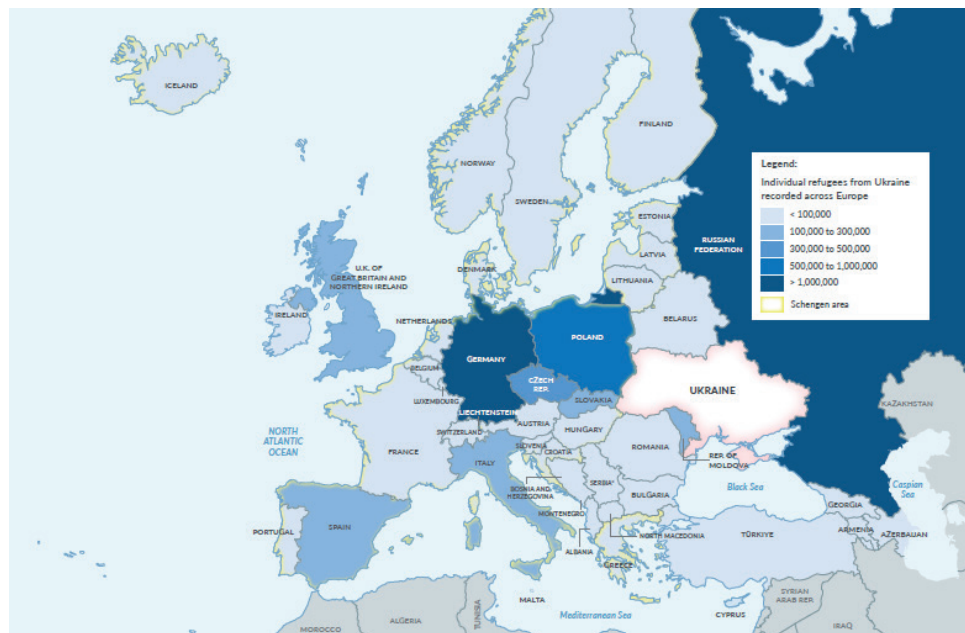 ICELAND
FINLAND
NORWAY
SWEDEN
Legend:
Individual refugees from Ukraine
recorded across Europe
< 100,000
100,000 to 300,000
300,000 to 500,000
500,000 to 1,000,000
> 1,000,000
Schengen area
ESTONIA
RUSSIAN
FEDERATION
LATVIA
U.K. OF
GREAT BRITAIN AND
NORTHERN IRELAND
DENMARK
LITHUANIA
IRELAND
NETHERLANDS
BELARUS
POLAND
GERMANY
BELGIUM
CZECH
REP.
UKRAINE
LUXEMBOURG
SLOVAKIA
KAZAKHSTAN
LIECHTENSTEIN
NORTH
ATLANTIC
OCEAN
SWITZERLAND
AUSTRIA
HUNGARY
FRANCE
SLOVENIA
CROATIA
ROMANIA
REP. OF
MOLDOVA
ITALY
BOSNIA AND
HERZEGOVINA
SERBIA
Black Sea
Caspian
Sea
BULGARIA
MONTENEGRO
GEORGIA
PORTUGAL
SPAIN
NORTH MACEDONIA
TÜRKIYE
ARMENIA
AZERBAIJAN
ALBANIA
GREECE
SYRIAN
ARAB REP.
MALTA
CYPRUS
Mediterranean Sea
MOROCCO
ALGERIA
TUNISIA
IRAQ